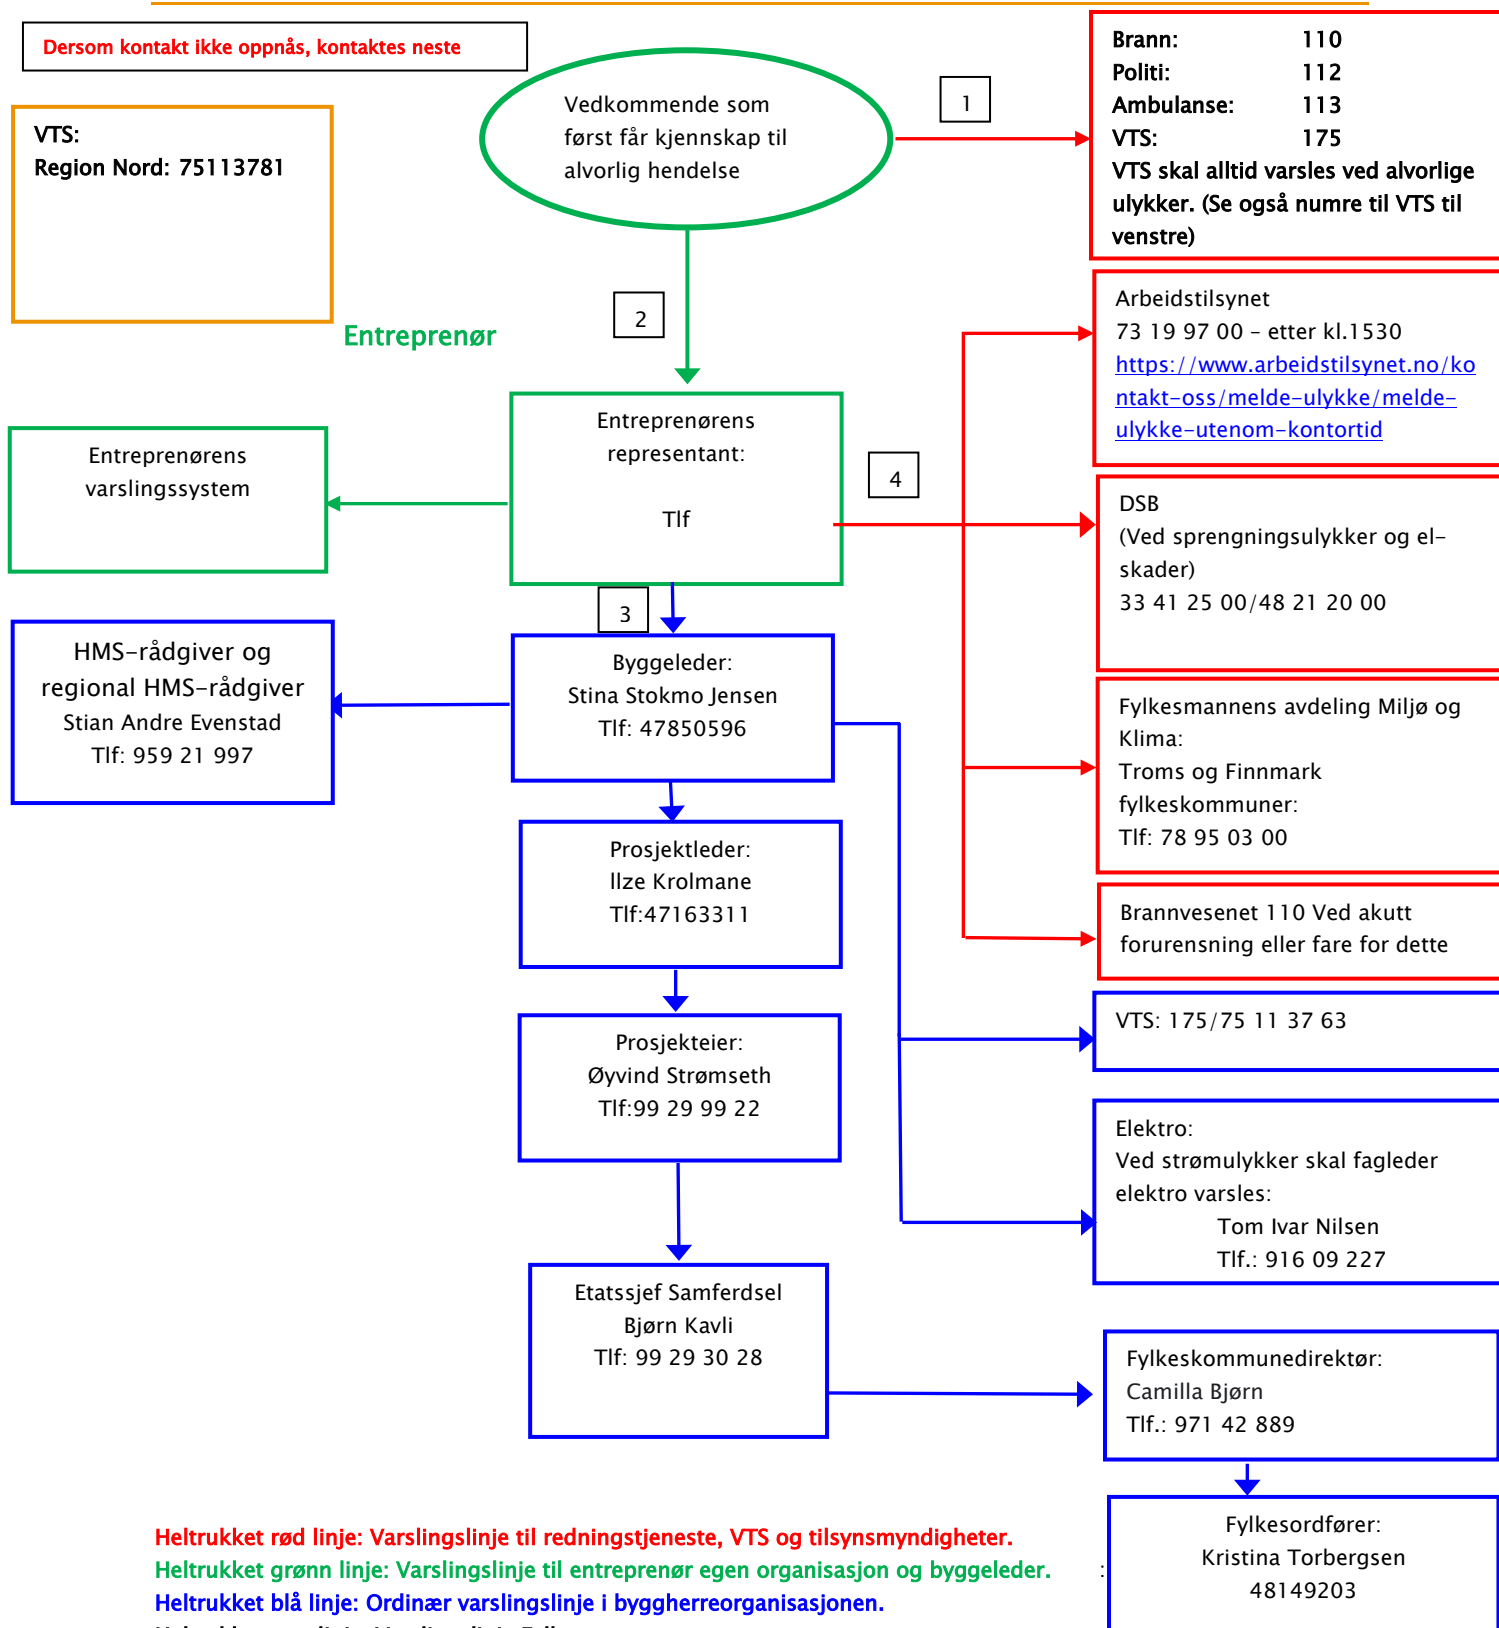 Dersom kontakt ikke oppnås, kontaktes neste
VTS:
Region Nord: 75113781
Vedkommende som
først får kjennskap til
alvorlig hendelse
1
Brann: 110
Politi: 112
Ambulanse: 113
VTS: 175
VTS skal alltid varsles ved alvorlige
ulykker. (Se også numre til VTS til
venstre)
2
Entreprenør
Arbeidstilsynet
73 19 97 00 – etter kl.1530
https://www.arbeidstilsynet.no/ko
ntakt-oss/melde-ulykke/melde-
ulykke-utenom-kontortid
Entreprenørens
representant:
Tlf
4
Entreprenørens
varslingssystem
DSB
(Ved sprengningsulykker og el-
skader)
33 41 25 00/48 21 20 00
3
HMS-rådgiver og
regional HMS-rådgiver
Stian Andre Evenstad
Tlf: 959 21 997
Byggeleder:
Stina Stokmo Jensen
Tlf: 47850596
Fylkesmannens avdeling Miljø og
Klima:
Troms og Finnmark
fylkeskommuner:
Tlf: 78 95 03 00
Prosjektleder:
llze Krolmane
Tlf:47163311
Brannvesenet 110 Ved akutt
forurensning eller fare for dette
Prosjekteier:
Øyvind Strømseth
Tlf:99 29 99 22
VTS: 175/75 11 37 63
Elektro:
Ved strømulykker skal fagleder
elektro varsles:
Tom Ivar Nilsen
Tlf.: 916 09 227
Etatssjef Samferdsel
Bjørn Kavli
Tlf: 99 29 30 28
Fylkeskommunedirektør:
Camilla Bjørn
Tlf.: 971 42 889
Fylkesordfører:
Kristina Torbergsen
48149203
Heltrukket rød linje: Varslingslinje til redningstjeneste, VTS og tilsynsmyndigheter.
Heltrukket grønn linje: Varslingslinje til entreprenør egen organisasjon og byggeleder. :
Heltrukket blå linje: Ordinær varslingslinje i byggherreorganisasjonen.